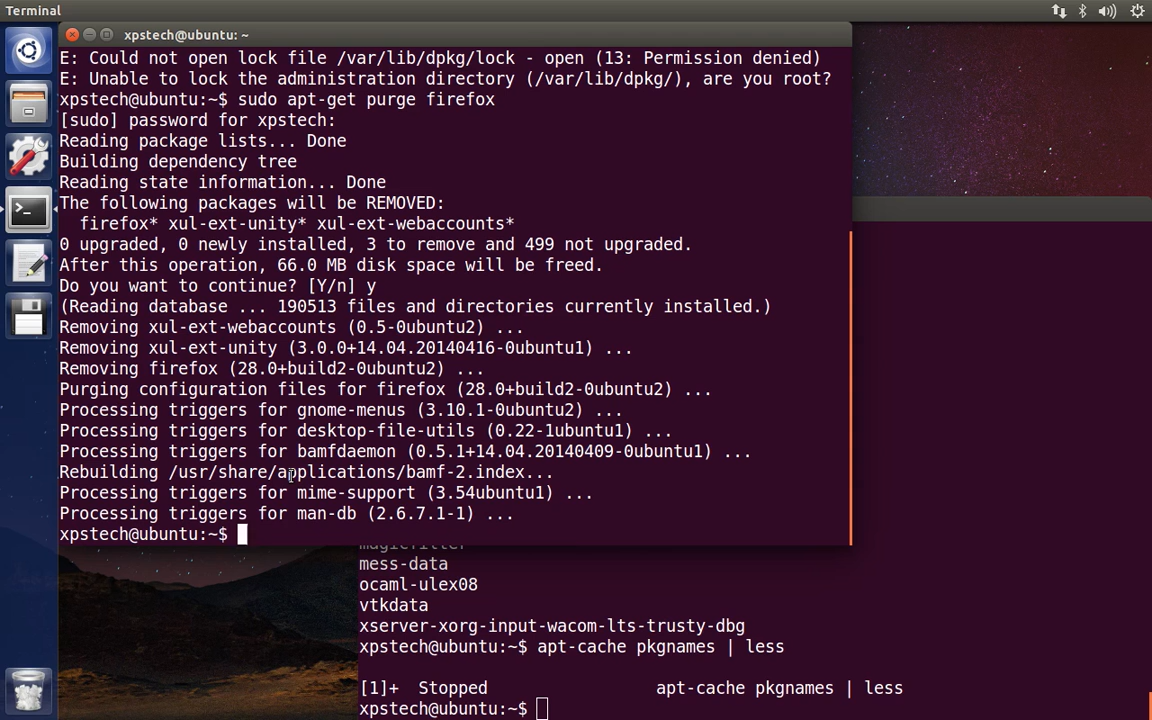 Terminal
xpstech@ubuntu: ~
E: Could not open lock file /var/lib/dpkg/lock - open (13: Permission denied)
E: Unable to lock the administration directory (/var/lib/dpkg/), are you root?
xpstech@ubuntu:~$ sudo apt-get purge firefox
[sudo] password for xpstech:
Reading package lists... Done
Building dependency tree
Reading state information... Done
The following packages will be REMOVED:
  firefox* xul-ext-unity* xul-ext-webaccounts*
0 upgraded, 0 newly installed, 3 to remove and 499 not upgraded.
After this operation, 66.0 MB disk space will be freed.
Do you want to continue? [Y/n] y
(Reading database ... 190513 files and directories currently installed.)
Removing xul-ext-webaccounts (0.5-0ubuntu2) ...
Removing xul-ext-unity (3.0.0+14.04.20140416-0ubuntu1) ...
Removing firefox (28.0+build2-0ubuntu2) ...
Purging configuration files for firefox (28.0+build2-0ubuntu2) ...
Processing triggers for gnome-menus (3.10.1-0ubuntu2) ...
Processing triggers for desktop-file-utils (0.22-1ubuntu1) ...
Processing triggers for bamfdaemon (0.5.1+14.04.20140409-0ubuntu1) ...
Rebuilding /usr/share/applications/bamf-2.index...
Processing triggers for mime-support (3.54ubuntu1) ...
Processing triggers for man-db (2.6.7.1-1) ...
xpstech@ubuntu:~$
mess-data
ocaml-ulex08
vtkdata
xserver-xorg-input-wacom-lts-trusty-dbg
xpstech@ubuntu:~$ apt-cache pkgnames | less
[1]+  Stopped                 apt-cache pkgnames | less
xpstech@ubuntu:~$